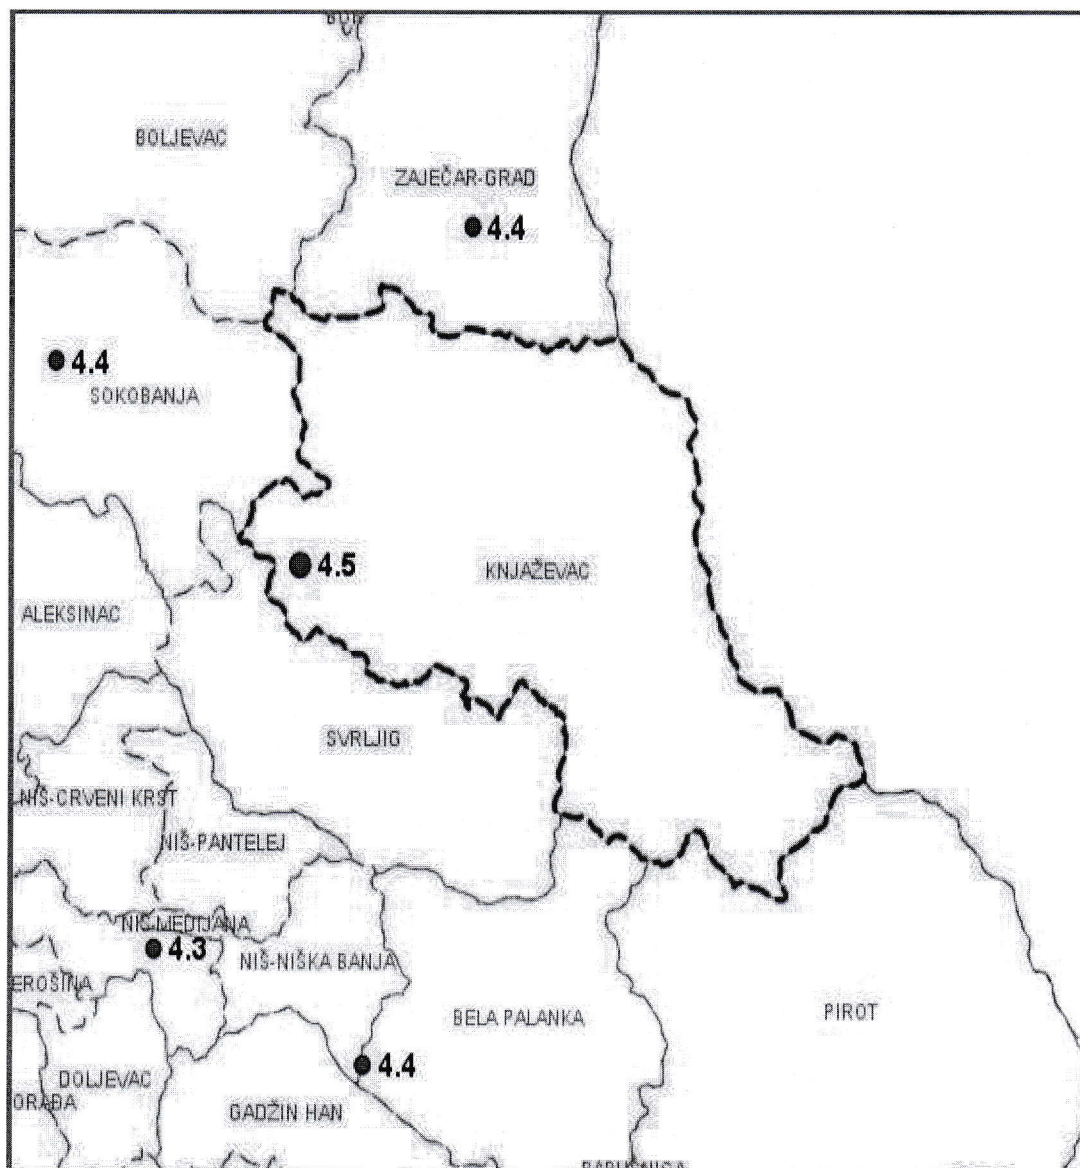 BOLJEVAC
ZAJEČAR-GRAD
4.4
4.4
SOKOBANJA
4.5
KNJAŽEVAC
ALEKSINAC
SVRLJIG
NIŠ-CRVENI KRST
NIŠ-PANTELEJ
NIŠ-MEDIJANA
4.3
NIŠ-NIŠKA BANJA
EROŠINA
BELA PALANKA
PIROT
4.4
DOLJEVAC
GADŽIN HAN